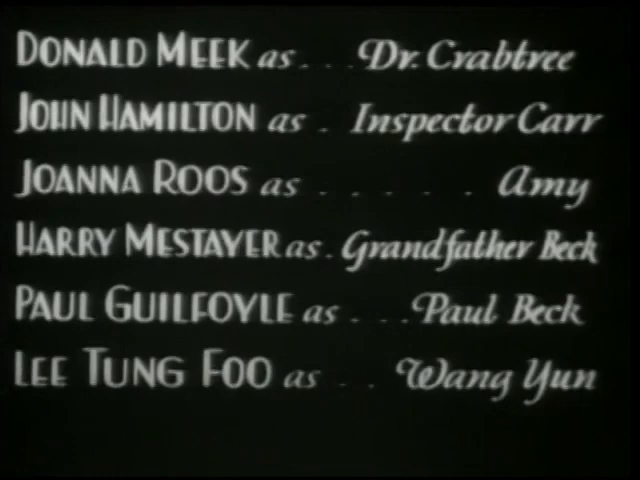 DONALD MEEK as . . . Dr. Crabtree
JOHN HAMILTON as . Inspector Carr
JOANNA ROOS as . . . . . Amy
HARRY MESTAYER as . Grandfather Beck
PAUL GUILFOYLE as . . . Paul Beck
LEE TUNG FOO as . . Wang Yun